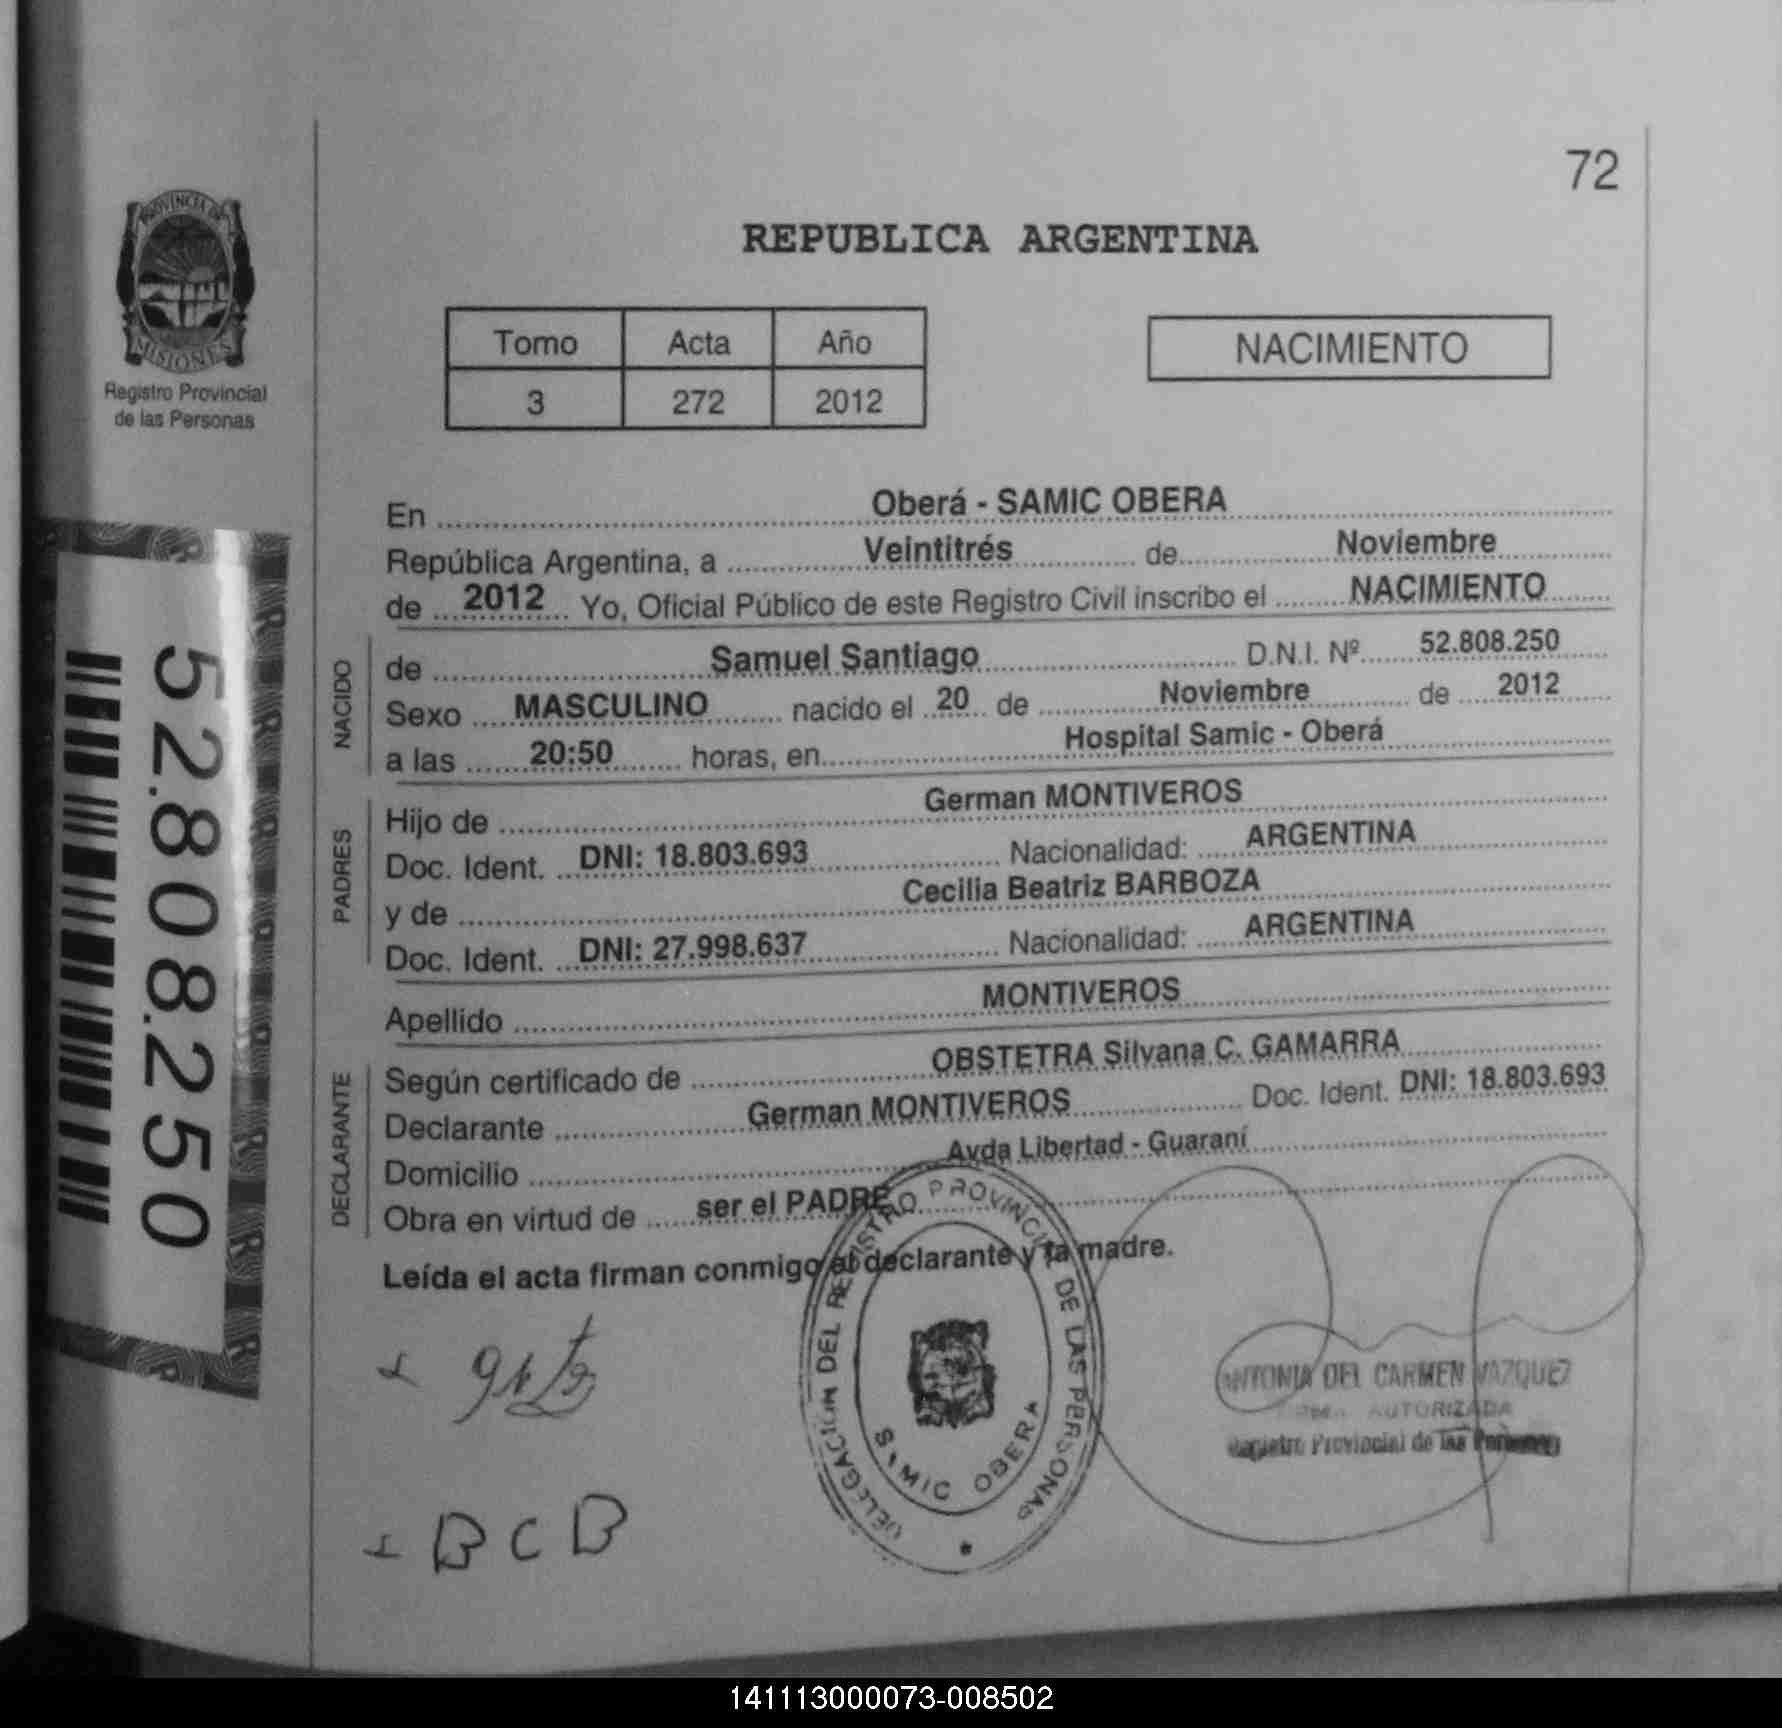 72
PROVINCIA DE
MISIONES
Registro Provincial
de las Personas
REPUBLICA ARGENTINA
Tomo Acta Año
3 272 2012
NACIMIENTO
52.808.250
En Oberá - SAMIC OBERA
República Argentina, a Veintitrés de Noviembre
de 2012 Yo, Oficial Público de este Registro Civil inscribo el NACIMIENTO
NACIDO
de Samuel Santiago D.N.I. Nº 52.808.250
Sexo MASCULINO nacido el 20 de Noviembre de 2012
a las 20:50 horas, en Hospital Samic - Oberá
PADRES
Hijo de German MONTIVEROS
Doc. Ident. DNI: 18.803.693 Nacionalidad: ARGENTINA
y de Cecilia Beatriz BARBOZA
Doc. Ident. DNI: 27.998.637 Nacionalidad: ARGENTINA
Apellido MONTIVEROS
DECLARANTE
Según certificado de OBSTETRA Silvana C. GAMARRA
Declarante German MONTIVEROS Doc. Ident. DNI: 18.803.693
Domicilio Avda Libertad - Guaraní
Obra en virtud de ser el PADRE
Leída el acta firman conmigo el declarante y la madre.
DELEGACION DEL REGISTRO PROVINCIAL DE LAS PERSONAS
SAMIC OBERA
ANTONIA DEL CARMEN VAZQUEZ
AUTORIZADA
Registro Provincial de las Personas
B C B
141113000073-008502